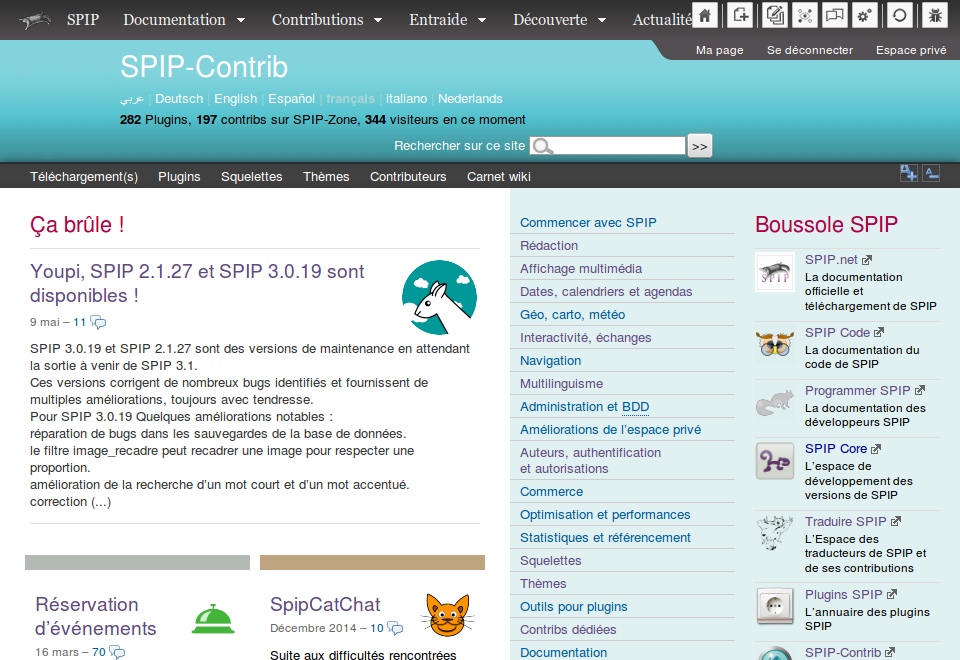 SPIP Documentation Contributions Entraide Découverte Actualité
Ma page Se déconnecter Espace privé
SPIP-Contrib
عربي | Deutsch | English | Español | français | italiano | Nederlands
282 Plugins, 197 contribs sur SPIP-Zone, 344 visiteurs en ce moment
Rechercher sur ce site >>
Téléchargement(s) Plugins Squelettes Thèmes Contributeurs Carnet wiki
Ça brûle !
Youpi, SPIP 2.1.27 et SPIP 3.0.19 sont
disponibles !
9 mai – 11
SPIP 3.0.19 et SPIP 2.1.27 sont des versions de maintenance en attendant
la sortie à venir de SPIP 3.1.
Ces versions corrigent de nombreux bugs identifiés et fournissent de
multiples améliorations, toujours avec tendresse.
Pour SPIP 3.0.19 Quelques améliorations notables :
réparation de bugs dans les sauvegardes de la base de données.
le filtre image_recadre peut recadrer une image pour respecter une
proportion.
amélioration de la recherche d'un mot court et d'un mot accentué.
correction (...)
Réservation
d'événements
16 mars – 70
SpipCatChat
Décembre 2014 – 10
Suite aux difficultés rencontrées
Commencer avec SPIP
Rédaction
Affichage multimédia
Dates, calendriers et agendas
Géo, carto, météo
Interactivité, échanges
Navigation
Multilinguisme
Administration et BDD
Améliorations de l'espace privé
Auteurs, authentification
et autorisations
Commerce
Optimisation et performances
Statistiques et référencement
Squelettes
Thèmes
Outils pour plugins
Contribs dédiées
Documentation
Boussole SPIP
SPIP
SPIP.net
La documentation
officielle et
téléchargement de SPIP
SPIP Code
La documentation du
code de SPIP
Programmer SPIP
La documentation des
développeurs SPIP
SPIP Core
L'espace de
développement des
versions de SPIP
Traduire SPIP
L'Espace des
traducteurs de SPIP et
de ses contributions
Plugins SPIP
L'annuaire des plugins
SPIP
SPIP-Contrib